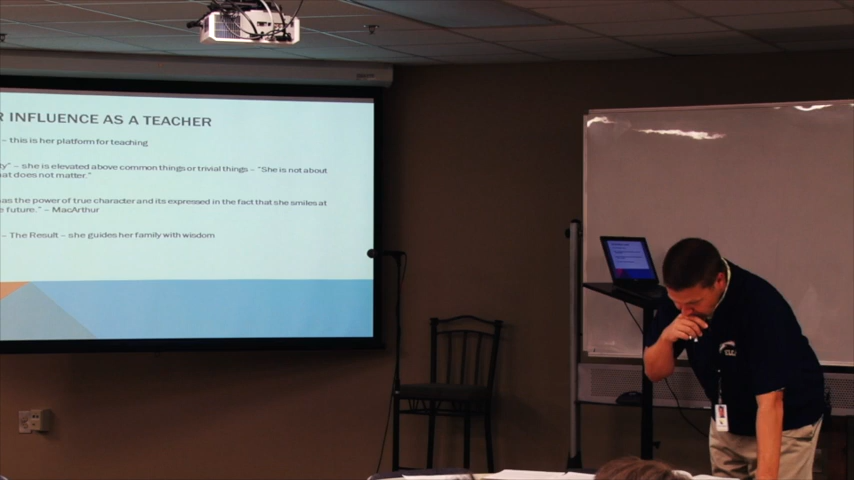 R INFLUENCE AS A TEACHER
– this is her platform for teaching
ty" – she is elevated above common things or trivial things – "She is not about
hat does not matter."
has the power of true character and its expressed in the fact that she smiles at
e future." – MacArthur
– The Result – she guides her family with wisdom